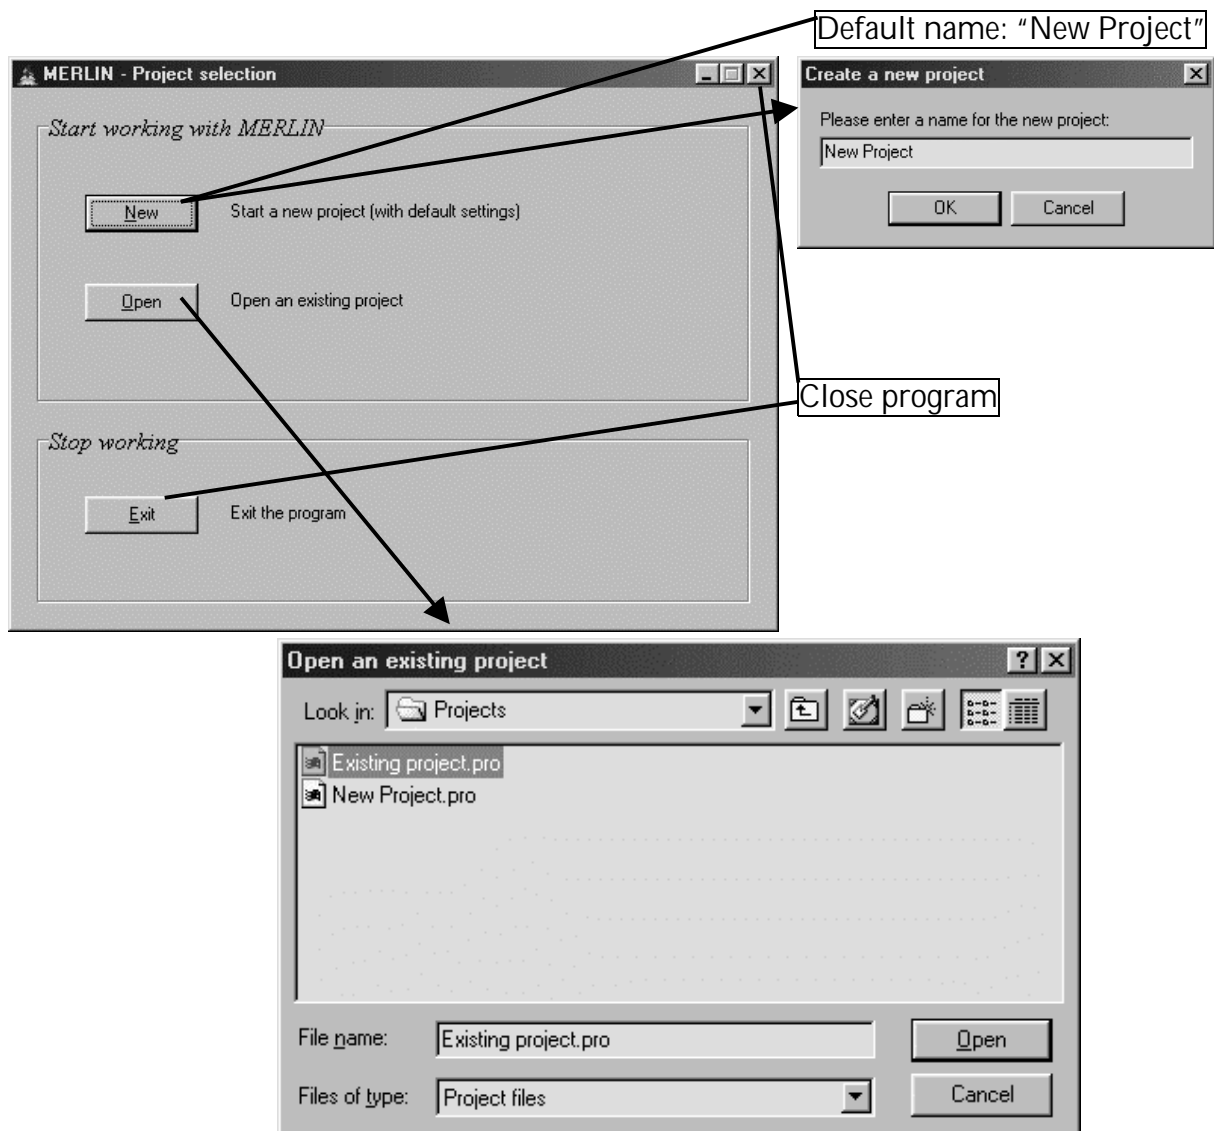 Default name: “New Project”
MERLIN - Project selection
Create a new project
Start working with MERLIN
Please enter a name for the new project:
New Project
New Start a new project (with default settings)
OK Cancel
Open Open an existing project
Close program
Stop working
Exit Exit the program
Open an existing project
Look in: Projects
Existing project.pro
New Project.pro
File name: Existing project.pro Open
Files of type: Project files Cancel